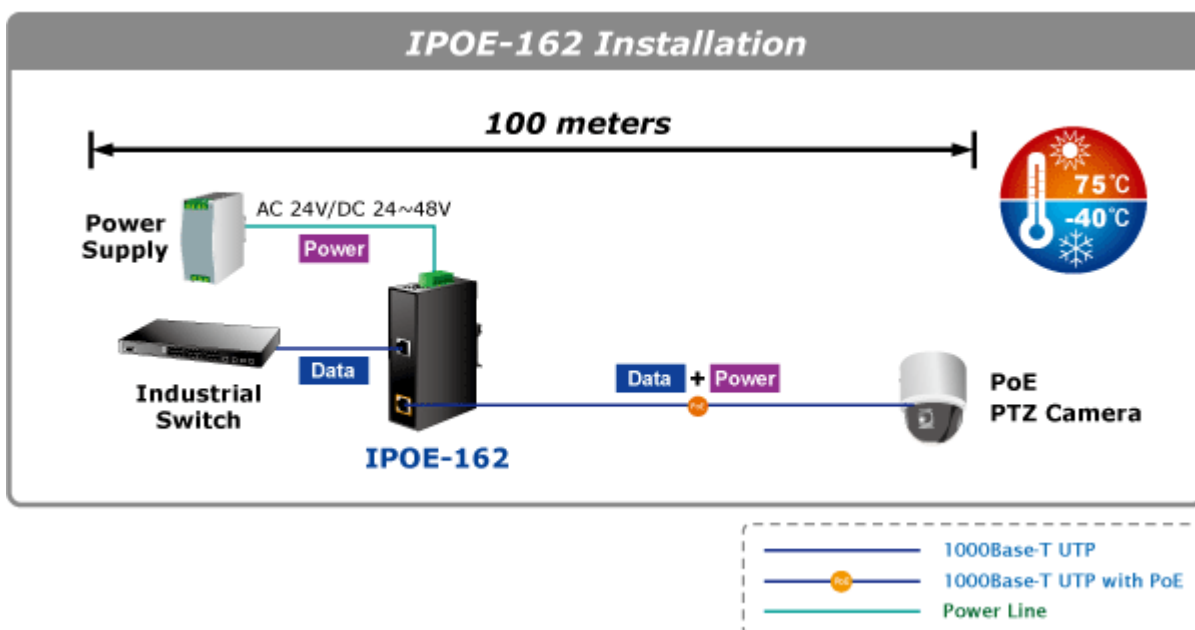 IPOE-162 Installation
100 meters
75°C
-40°C
Power
Supply
AC 24V/DC 24~48V
Power
Industrial
Switch
Data
IPOE-162
Data + Power
PoE
PoE
PTZ Camera
1000Base-T UTP
PoE
1000Base-T UTP with PoE
Power Line